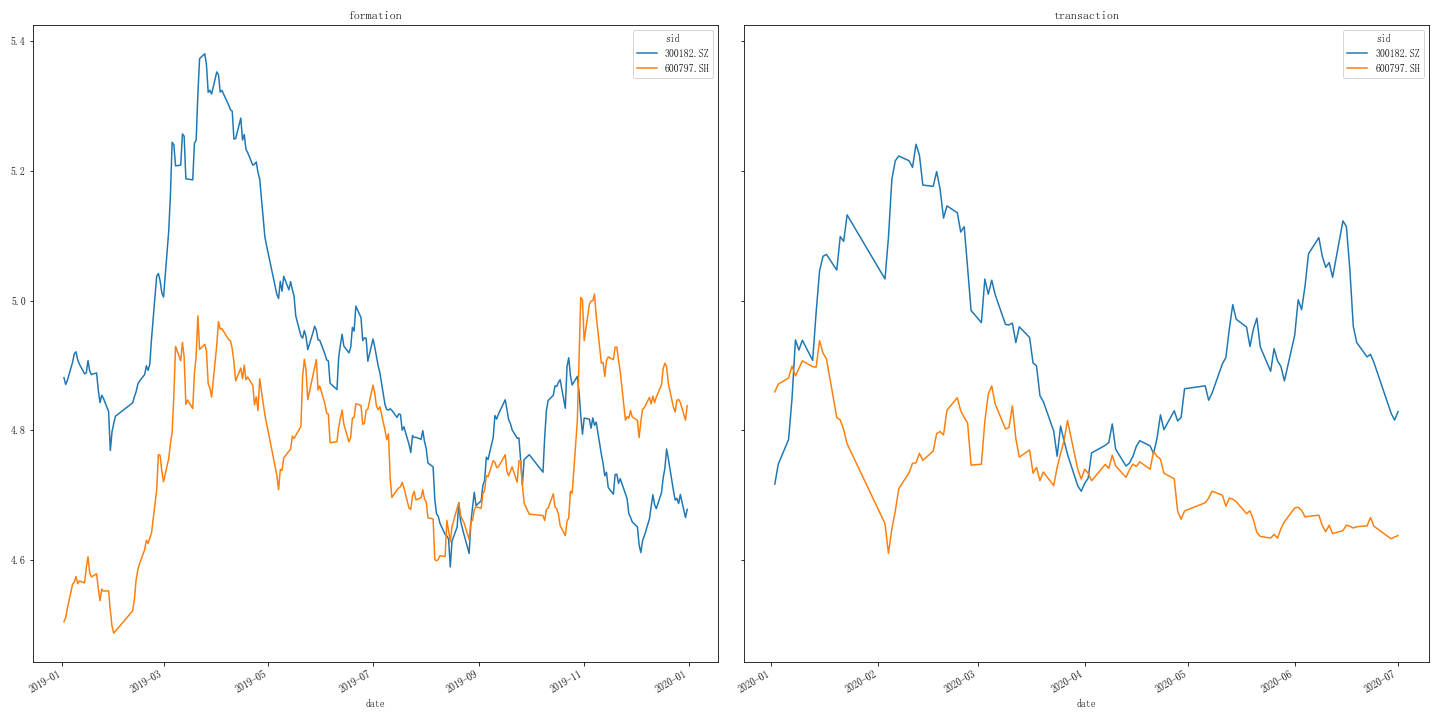 formation
sid
300182.SZ
600797.SH
5.4
5.2
5.0
4.8
4.6
2019-01
2019-03
2019-05
2019-07
2019-09
2019-11
2020-01
date
transaction
sid
300182.SZ
600797.SH
2020-01
2020-02
2020-03
2020-04
2020-05
2020-06
2020-07
date